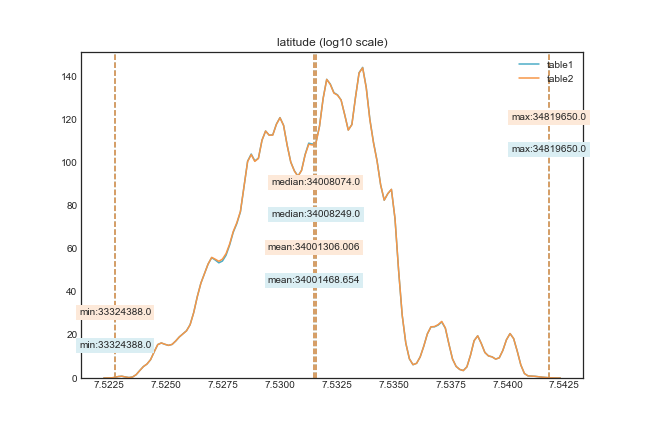 latitude (log10 scale)
table1
table2
140
120
100
80
60
40
20
0
max:34819650.0
max:34819650.0
median:34008074.0
median:34008249.0
mean:34001306.006
mean:34001468.654
min:33324388.0
min:33324388.0
7.5225 7.5250 7.5275 7.5300 7.5325 7.5350 7.5375 7.5400 7.5425